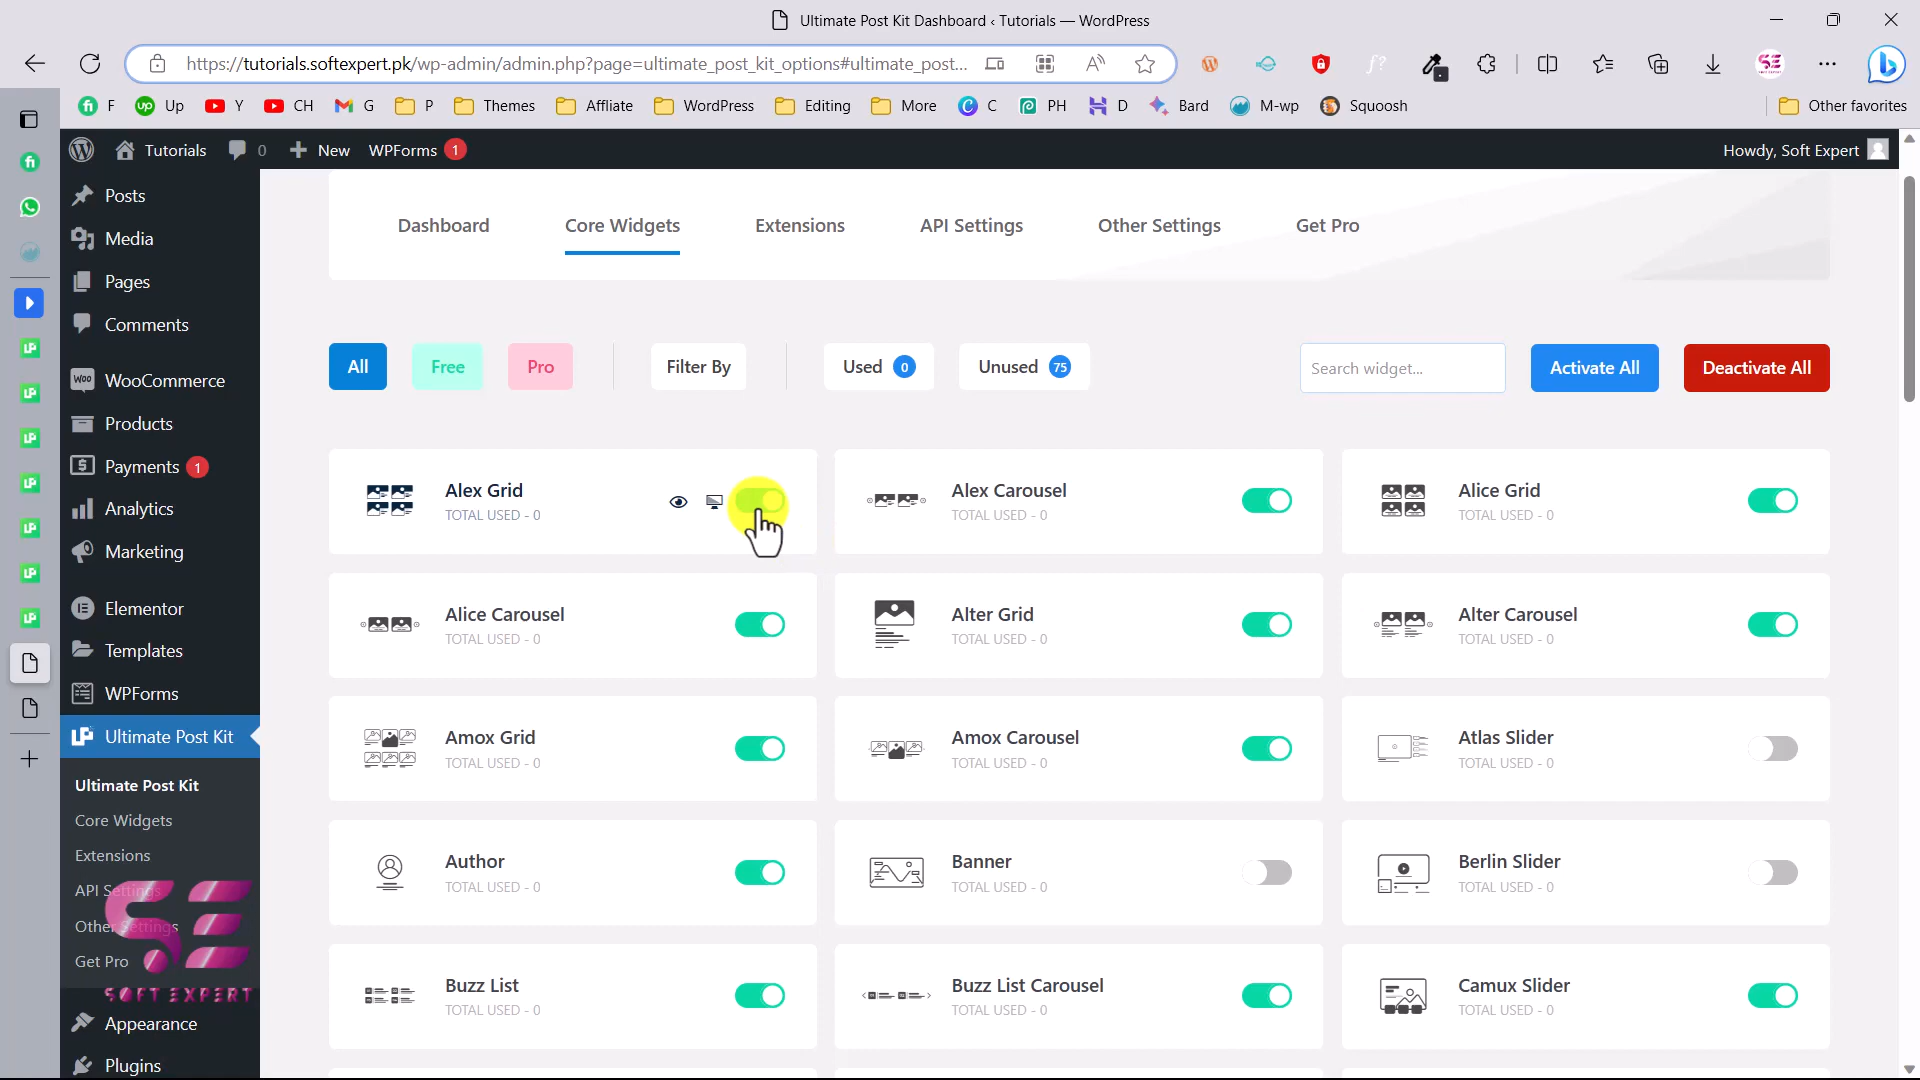 Ultimate Post Kit Dashboard ‹ Tutorials — WordPress
https://tutorials.softexpert.pk/wp-admin/admin.php?page=ultimate_post_kit_options#ultimate_post...
F Up Y CH G P Themes Affliate WordPress Editing More C PH D Bard M-wp Squoosh Other favorites
Tutorials 0 New WPForms 1 Howdy, Soft Expert
Posts
Media
Pages
Comments
WooCommerce
Products
Payments 1
Analytics
Marketing
Elementor
Templates
WPForms
Ultimate Post Kit
Ultimate Post Kit
Core Widgets
Extensions
API Settings
Other Settings
Get Pro
SOFT EXPERT
Appearance
Plugins
Dashboard Core Widgets Extensions API Settings Other Settings Get Pro
All Free Pro Filter By Used 0 Unused 75 Search widget... Activate All Deactivate All
Alex Grid
TOTAL USED - 0
Alex Carousel
TOTAL USED - 0
Alice Grid
TOTAL USED - 0
Alice Carousel
TOTAL USED - 0
Alter Grid
TOTAL USED - 0
Alter Carousel
TOTAL USED - 0
Amox Grid
TOTAL USED - 0
Amox Carousel
TOTAL USED - 0
Atlas Slider
TOTAL USED - 0
Author
TOTAL USED - 0
Banner
TOTAL USED - 0
Berlin Slider
TOTAL USED - 0
Buzz List
TOTAL USED - 0
Buzz List Carousel
TOTAL USED - 0
Camux Slider
TOTAL USED - 0